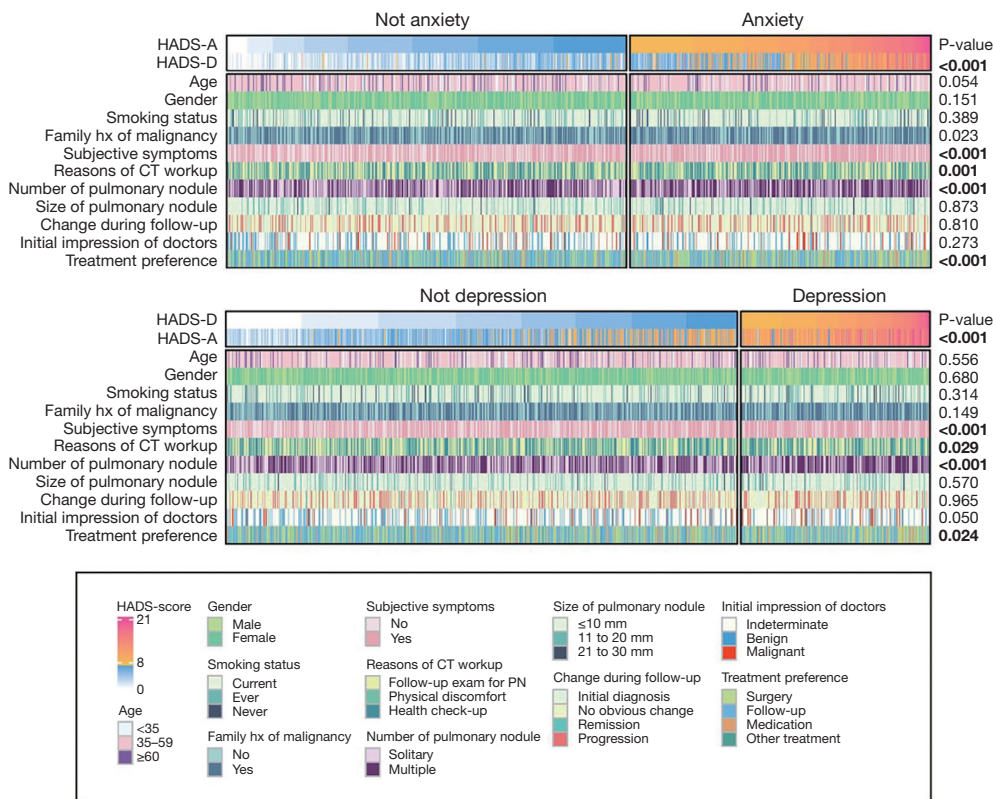 Not anxiety Anxiety
HADS-A P-value
HADS-D <0.001
Age 0.054
Gender 0.151
Smoking status 0.389
Family hx of malignancy 0.023
Subjective symptoms <0.001
Reasons of CT workup 0.001
Number of pulmonary nodule <0.001
Size of pulmonary nodule 0.873
Change during follow-up 0.810
Initial impression of doctors 0.273
Treatment preference <0.001
Not depression Depression
HADS-D P-value
HADS-A <0.001
Age 0.556
Gender 0.680
Smoking status 0.314
Family hx of malignancy 0.149
Subjective symptoms <0.001
Reasons of CT workup 0.029
Number of pulmonary nodule <0.001
Size of pulmonary nodule 0.570
Change during follow-up 0.965
Initial impression of doctors 0.050
Treatment preference 0.024
HADS-score
21
8
0
Age
<35
35–59
≥60
Gender
Male
Female
Smoking status
Current
Ever
Never
Family hx of malignancy
No
Yes
Subjective symptoms
No
Yes
Reasons of CT workup
Follow-up exam for PN
Physical discomfort
Health check-up
Number of pulmonary nodule
Solitary
Multiple
Size of pulmonary nodule
≤10 mm
11 to 20 mm
21 to 30 mm
Change during follow-up
Initial diagnosis
No obvious change
Remission
Progression
Initial impression of doctors
Indeterminate
Benign
Malignant
Treatment preference
Surgery
Follow-up
Medication
Other treatment